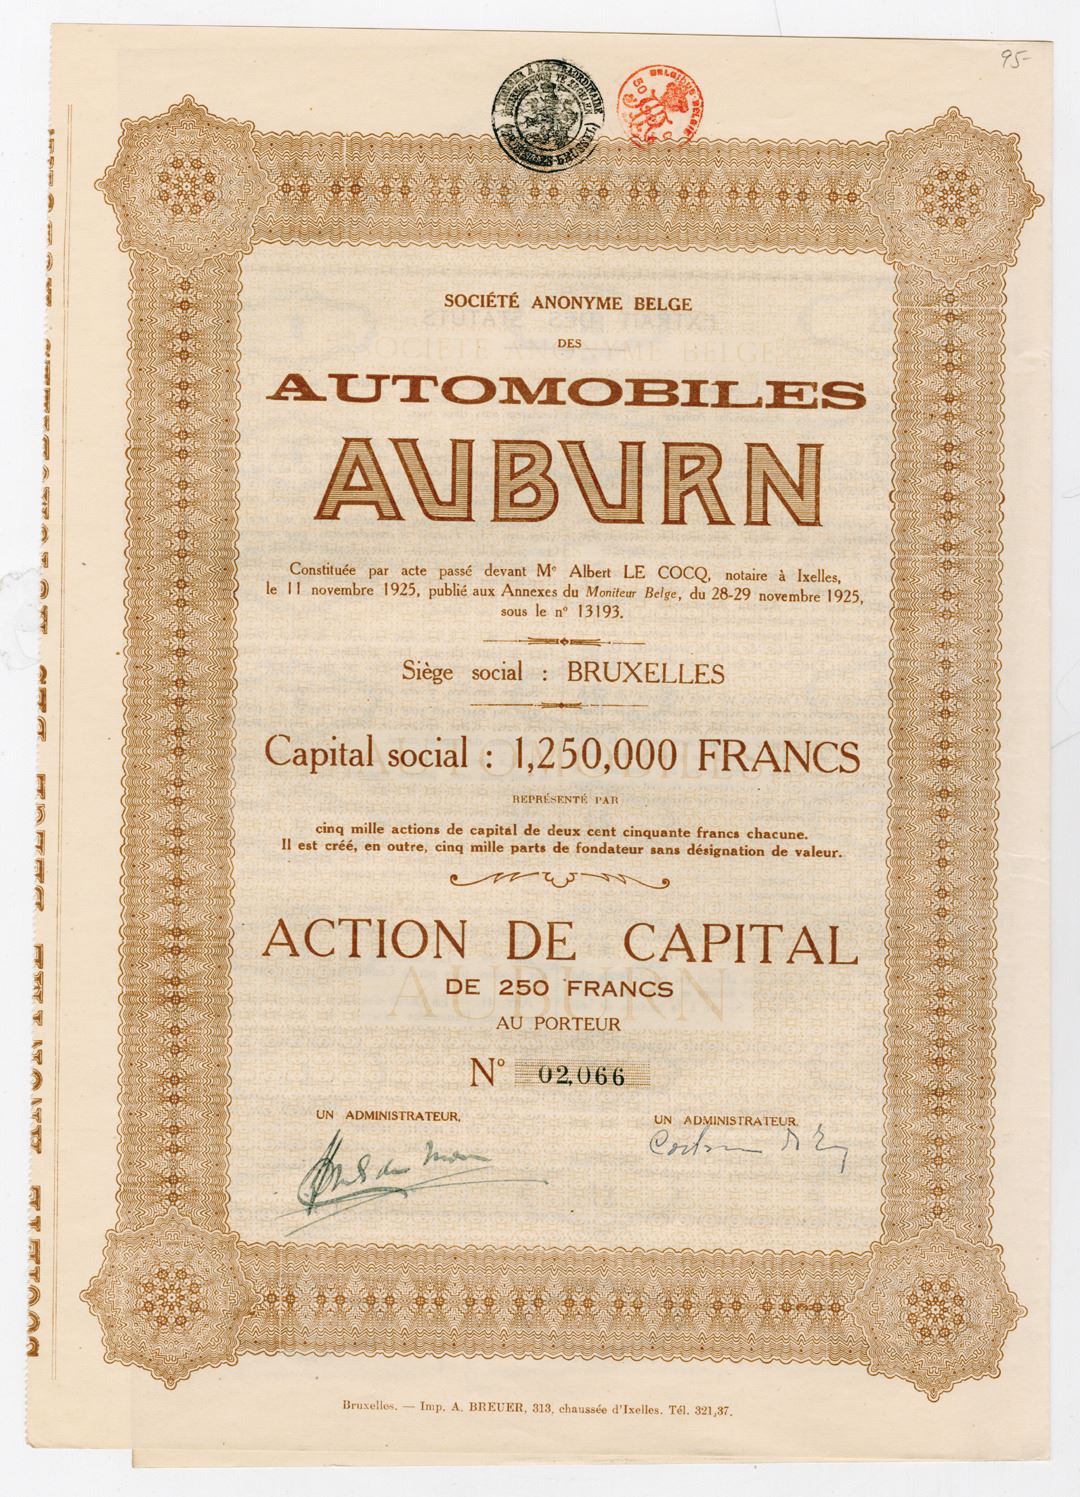 95-
BELGIQUE-BELGIË
SOCIÉTÉ ANONYME BELGE
DES
AUTOMOBILES
AUBURN
Constituée par acte passé devant Me Albert LE COCQ, notaire à Ixelles,
le 11 novembre 1925, publié aux Annexes du Moniteur Belge, du 28-29 novembre 1925,
sous le no 13193.
Siège social : BRUXELLES
Capital social : 1,250,000 FRANCS
REPRÉSENTÉ PAR
cinq mille actions de capital de deux cent cinquante francs chacune.
Il est créé, en outre, cinq mille parts de fondateur sans désignation de valeur.
ACTION DE CAPITAL
DE 250 FRANCS
AU PORTEUR
No 02,066
UN ADMINISTRATEUR, UN ADMINISTRATEUR,
Bruxelles. — Imp. A. BREUER, 313, chaussée d'Ixelles. Tél. 321,37.